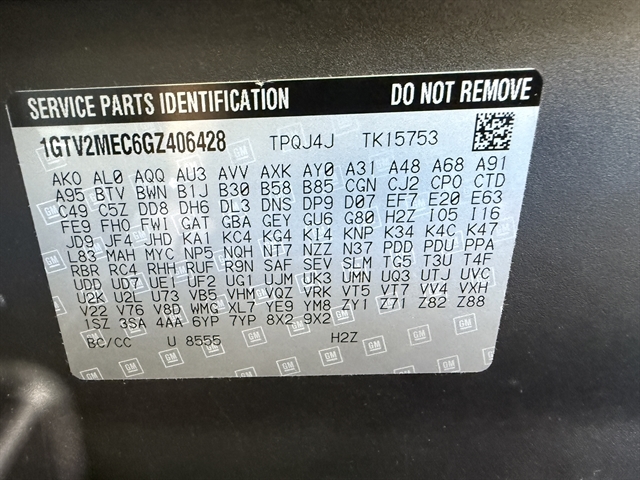 SERVICE PARTS IDENTIFICATION DO NOT REMOVE
1GTV2MEC6GZ406428 TPQJ4J TK15753
AKO AL0 AQQ AU3 AVV AXK AY0 A31 A48 A68 A91
A95 BTV BWN B1J B30 B58 B85 CGN CJ2 CPO CTD
C49 C5Z DD8 DH6 DL3 DNS DP9 D07 EF7 E20 E63
FE9 FHO FWI GAT GBA GEY GU6 G80 H2Z I05 I16
JD9 JF4 JHD KA1 KC4 KG4 KI4 KNP K34 K4C K47
L83 MAH MYC NP5 NQH NT7 NZZ N37 PDD PDU PPA
RBR RC4 RHH RUF R9N SAF SEV SLM TG5 T3U T4F
UDD UD7 UE1 UF2 UG1 UJM UK3 UMN UQ3 UTJ UVC
U2K U2L U73 VB5 VHM VQZ VRK VT5 VT7 VV4 VXH
V22 V76 V8D WMG XL7 YE9 YM8 ZY1 Z71 Z82 Z88
1SZ 3SA 4AA 6YP 7YP 8X2 9X2
BC/CC U 8555 H2Z